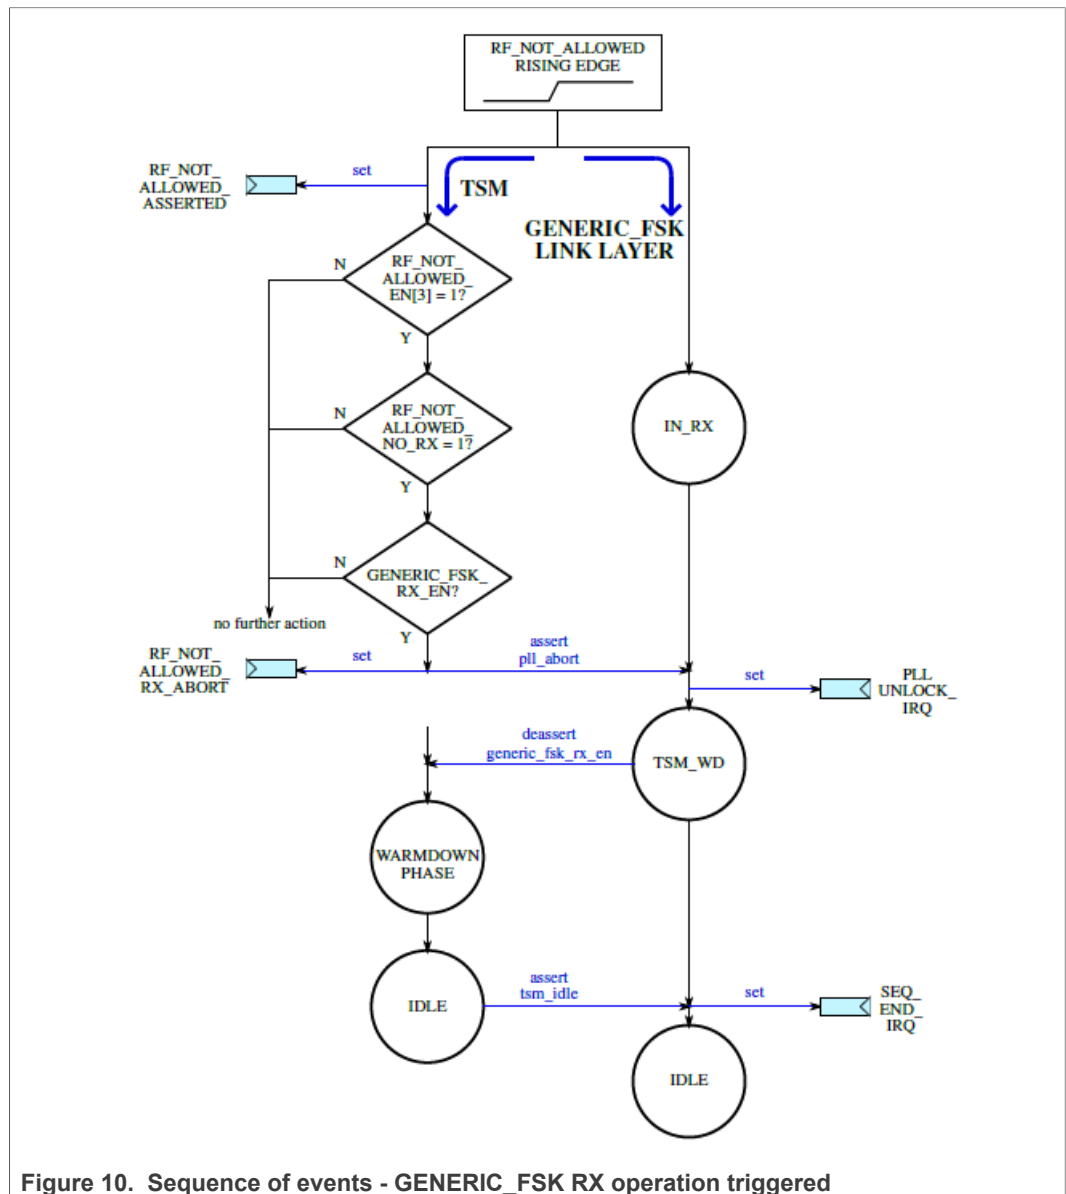 RF_NOT_ALLOWED
RISING EDGE
RF_NOT_
ALLOWED_
ASSERTED
set
TSM
GENERIC_FSK
LINK LAYER
N
RF_NOT_
ALLOWED_
EN[3] = 1?
Y
N
RF_NOT_
ALLOWED_
NO_RX = 1?
Y
IN_RX
N
GENERIC_FSK_
RX_EN?
no further action
Y
RF_NOT_
ALLOWED_
RX_ABORT
set
assert
pll_abort
set
PLL
UNLOCK_
IRQ
deassert
generic_fsk_rx_en
TSM_WD
WARMDOWN
PHASE
IDLE
assert
tsm_idle
set
SEQ_
END_
IRQ
IDLE
Figure 10. Sequence of events - GENERIC_FSK RX operation triggered